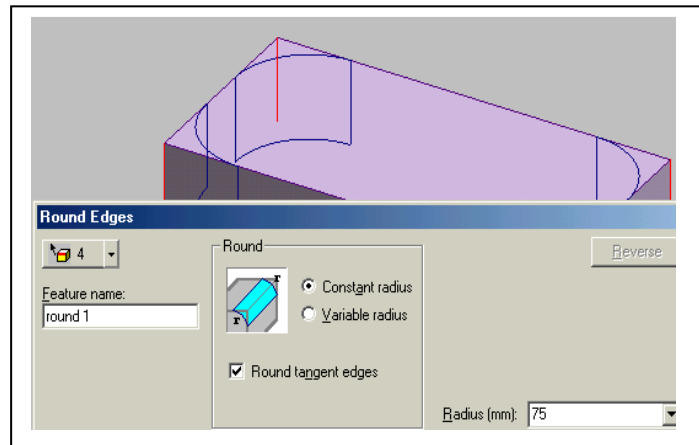 Round Edges
4
Round
Reverse
r
r
Constant radius
Variable radius
Feature name:
round 1
Round tangent edges
Radius (mm): 75